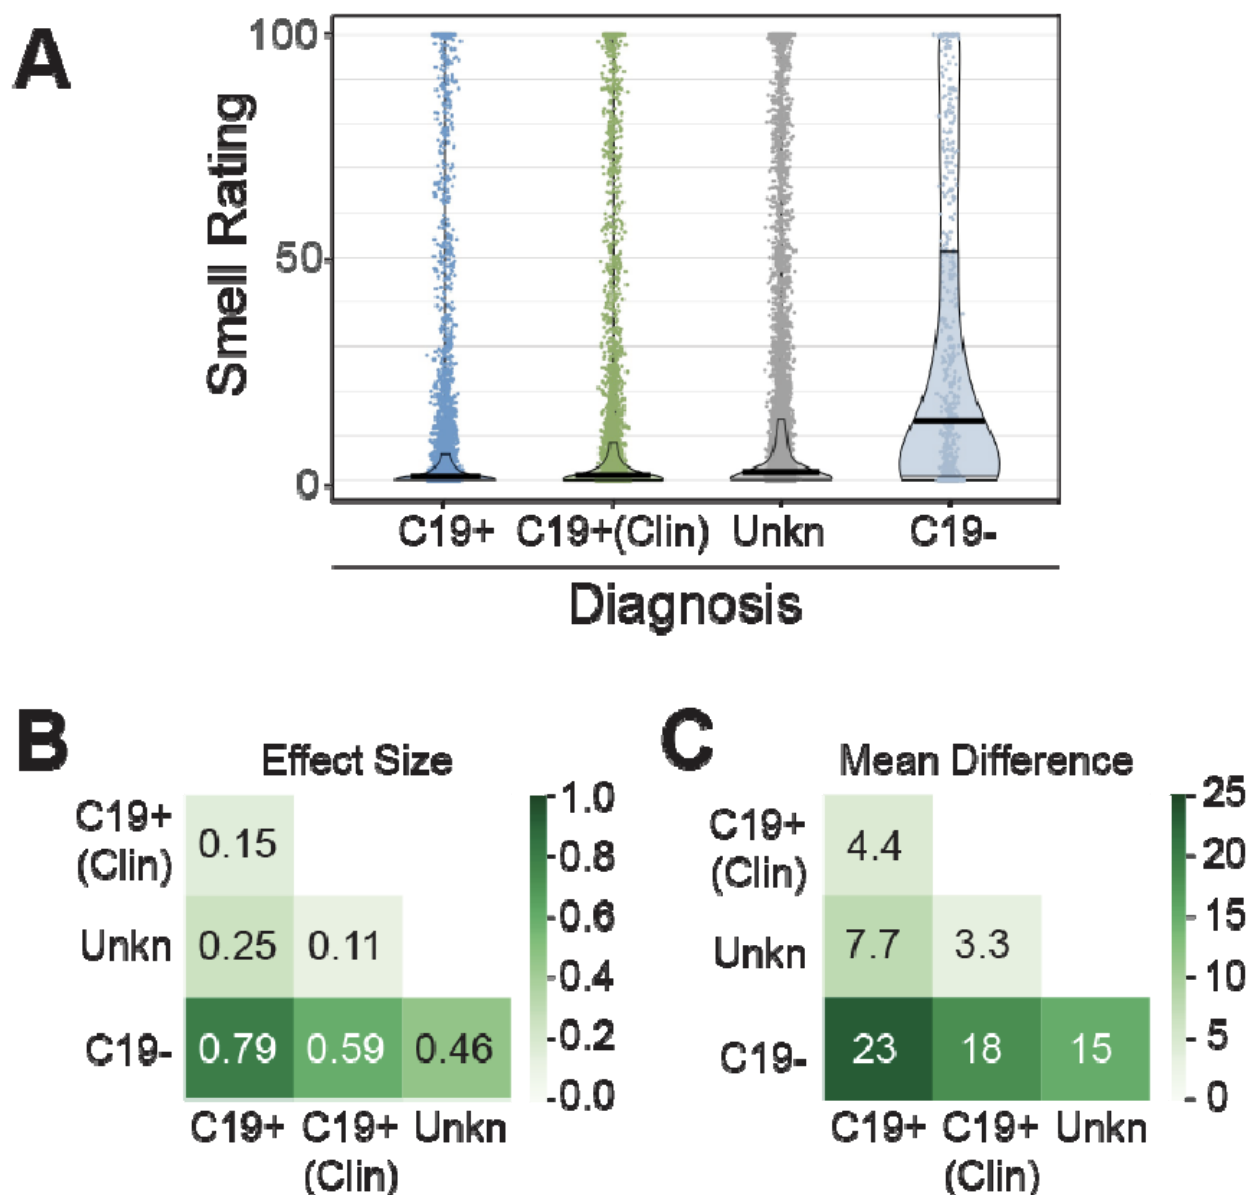 A
Smell Rating
100
50
0
C19+ C19+(Clin) Unkn C19-
Diagnosis
B
Effect Size
C19+
(Clin)
Unkn
C19-
0.15
0.25 0.11
0.79 0.59 0.46
C19+ C19+ Unkn
(Clin)
1.0
0.8
0.6
0.4
0.2
0.0
C
Mean Difference
C19+
(Clin)
Unkn
C19-
4.4
7.7 3.3
23 18 15
C19+ C19+ Unkn
(Clin)
25
20
15
10
5
0